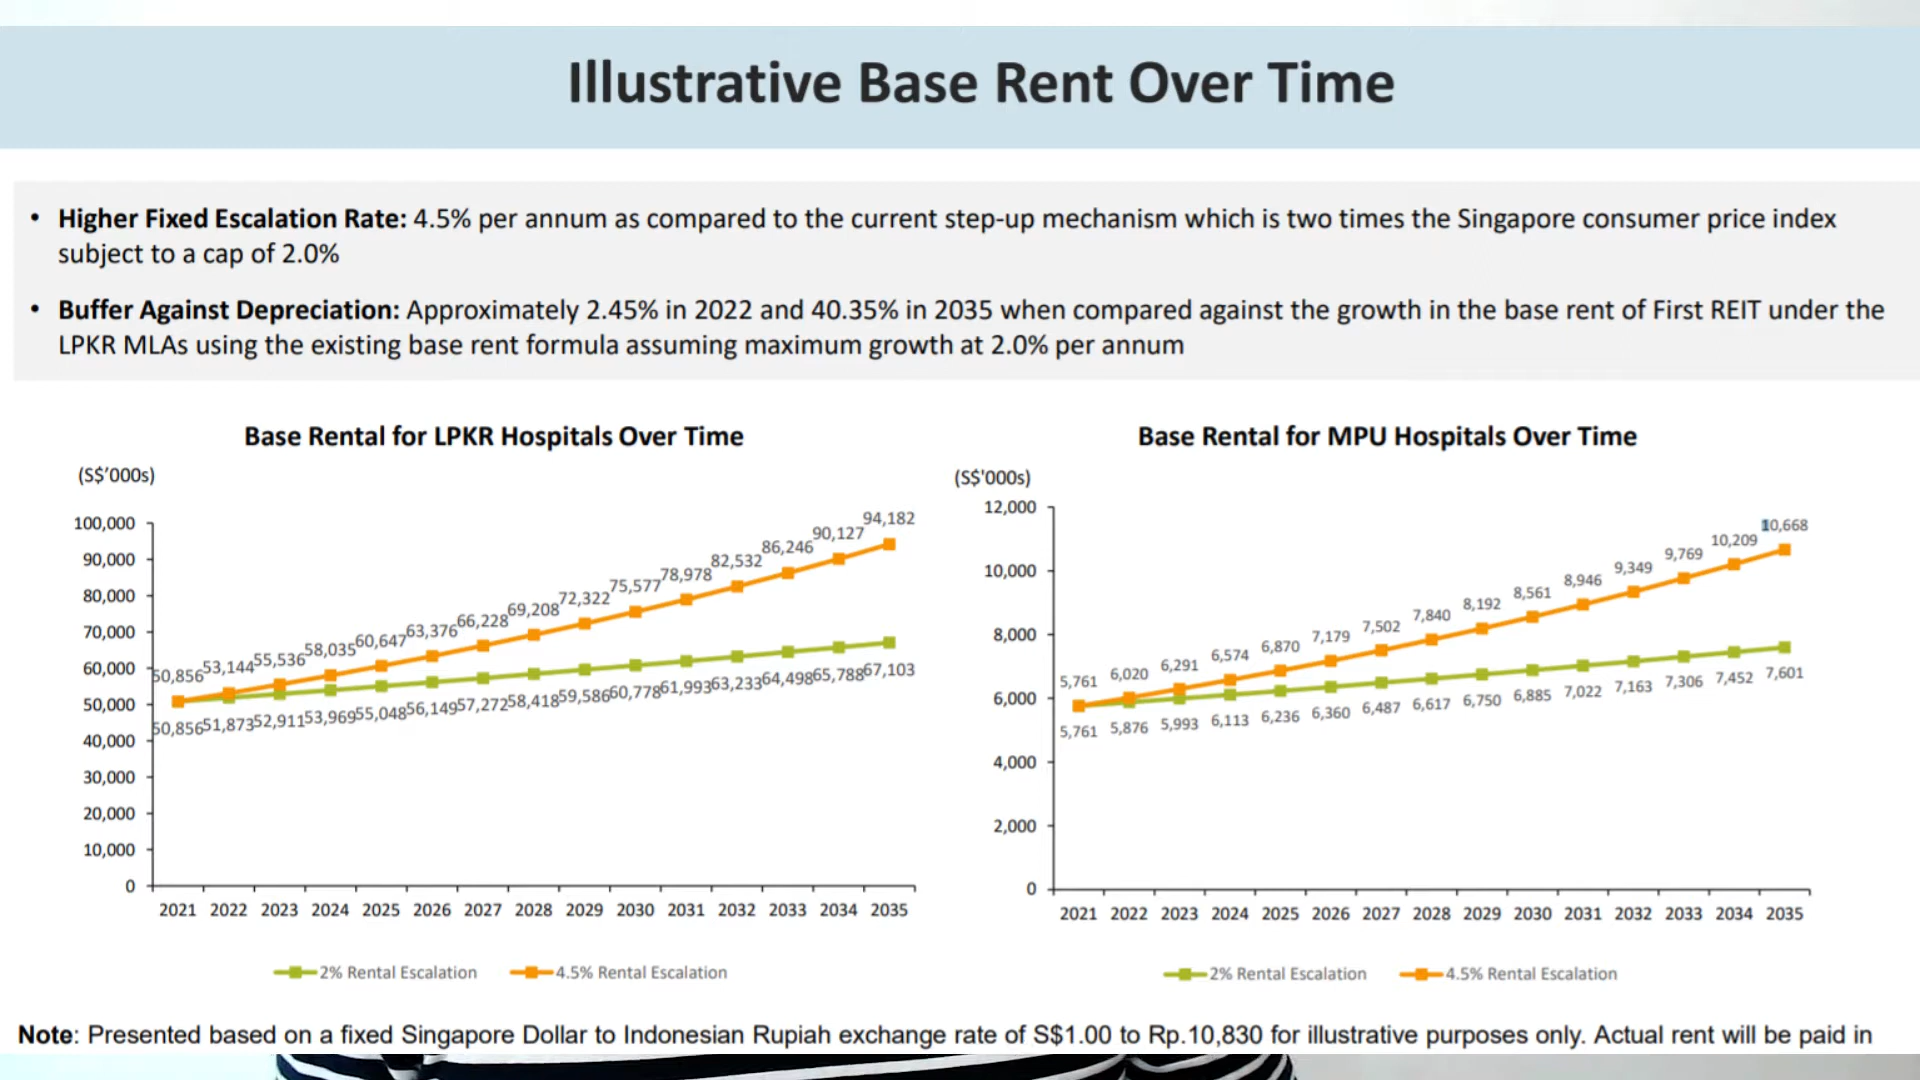 Illustrative Base Rent Over Time
• Higher Fixed Escalation Rate: 4.5% per annum as compared to the current step-up mechanism which is two times the Singapore consumer price index
subject to a cap of 2.0%
• Buffer Against Depreciation: Approximately 2.45% in 2022 and 40.35% in 2035 when compared against the growth in the base rent of First REIT under the
LPKR MLAs using the existing base rent formula assuming maximum growth at 2.0% per annum
Base Rental for LPKR Hospitals Over Time
(S$'000s)
100,000
90,000
80,000
70,000
60,000
50,000
40,000
30,000
20,000
10,000
0
50,856 53,144 55,536 58,035 60,647 63,376 66,228 69,208 72,322 75,577 78,978 82,532 86,246 90,127 94,182
50,856 51,873 52,911 53,969 55,048 56,149 57,272 58,418 59,586 60,778 61,993 63,233 64,498 65,788 67,103
2021 2022 2023 2024 2025 2026 2027 2028 2029 2030 2031 2032 2033 2034 2035
2% Rental Escalation 4.5% Rental Escalation
Base Rental for MPU Hospitals Over Time
(S$'000s)
12,000
10,000
8,000
6,000
4,000
2,000
0
5,761 6,020 6,291 6,574 6,870 7,179 7,502 7,840 8,192 8,561 8,946 9,349 9,769 10,209 10,668
5,761 5,876 5,993 6,113 6,236 6,360 6,487 6,617 6,750 6,885 7,022 7,163 7,306 7,452 7,601
2021 2022 2023 2024 2025 2026 2027 2028 2029 2030 2031 2032 2033 2034 2035
2% Rental Escalation 4.5% Rental Escalation
Note: Presented based on a fixed Singapore Dollar to Indonesian Rupiah exchange rate of S$1.00 to Rp.10,830 for illustrative purposes only. Actual rent will be paid in